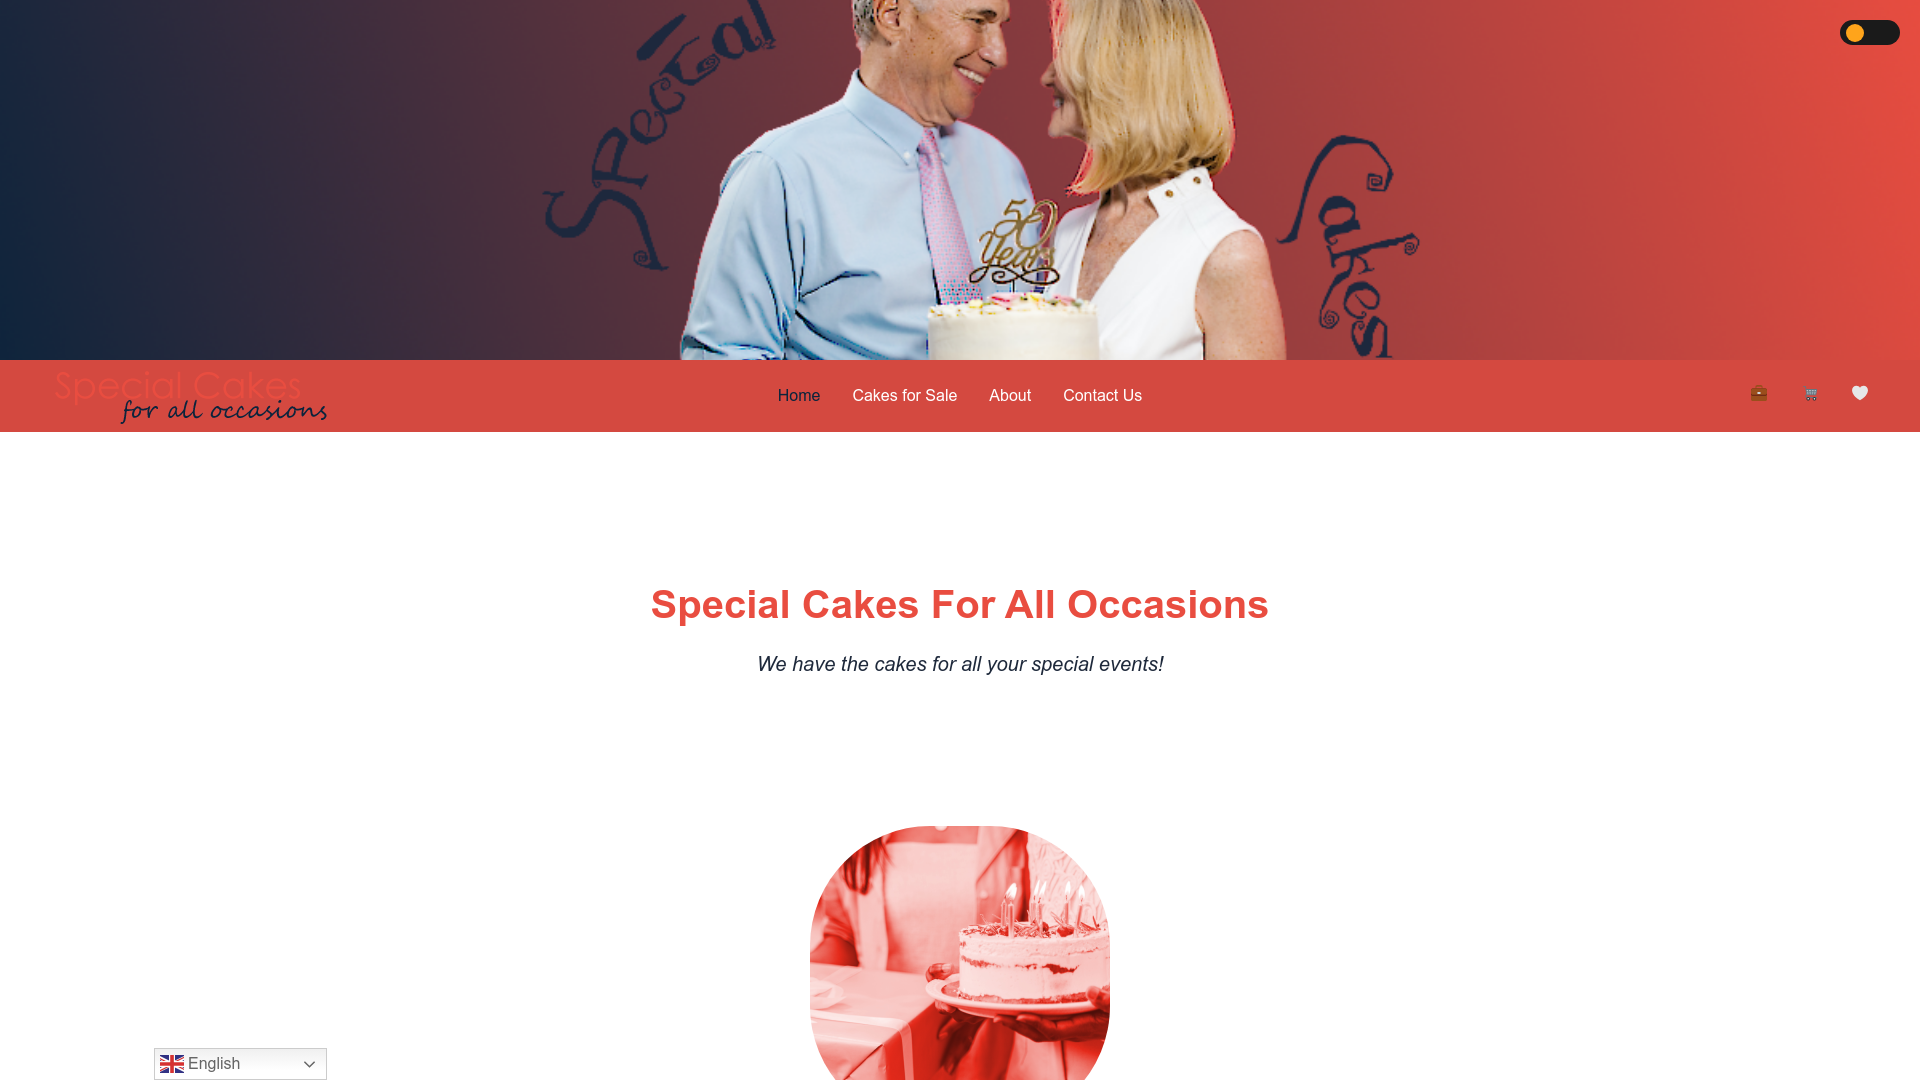 Special
Cakes
50
Years
Special Cakes
for all occasions
Home
Cakes for Sale
About
Contact Us
Special Cakes For All Occasions
We have the cakes for all your special events!
English